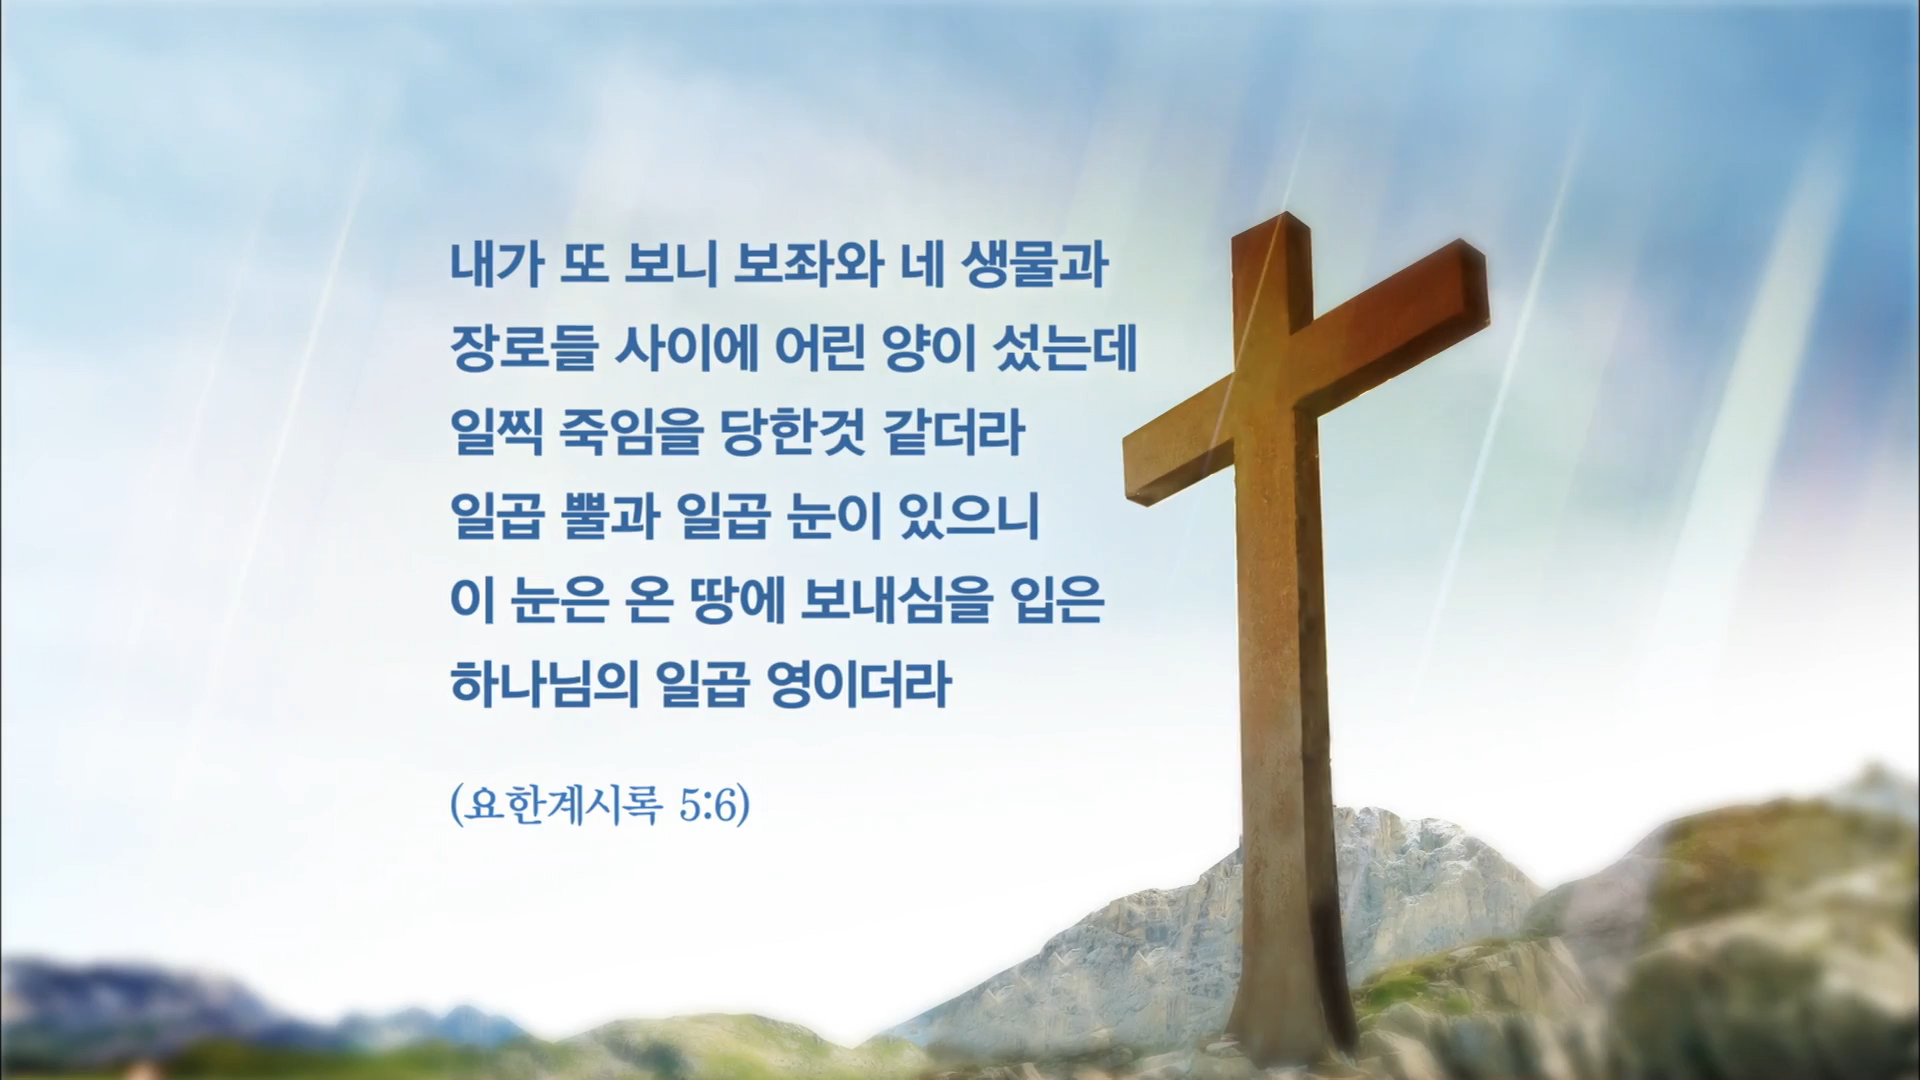 내가 또 보니 보좌와 네 생물과
장로들 사이에 어린 양이 섰는데
일찍 죽임을 당한것 같더라
일곱 뿔과 일곱 눈이 있으니
이 눈은 온 땅에 보내심을 입은
하나님의 일곱 영이더라
(요한계시록 5:6)